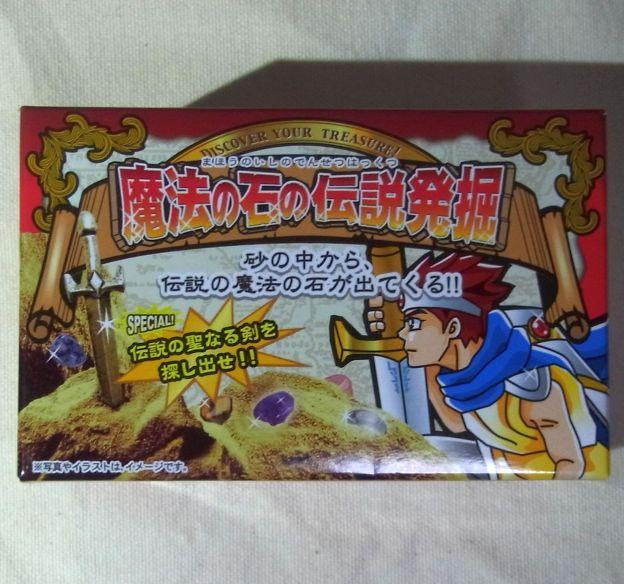 DISCOVER YOUR TREASURE!
まほうのいしのでんせつはっくつ
魔法の石の伝説発掘
砂の中から、
伝説の魔法の石が出てくる!!
SPECIAL!
伝説の聖なる剣を
探し出せ!!
※写真やイラストは、イメージです。